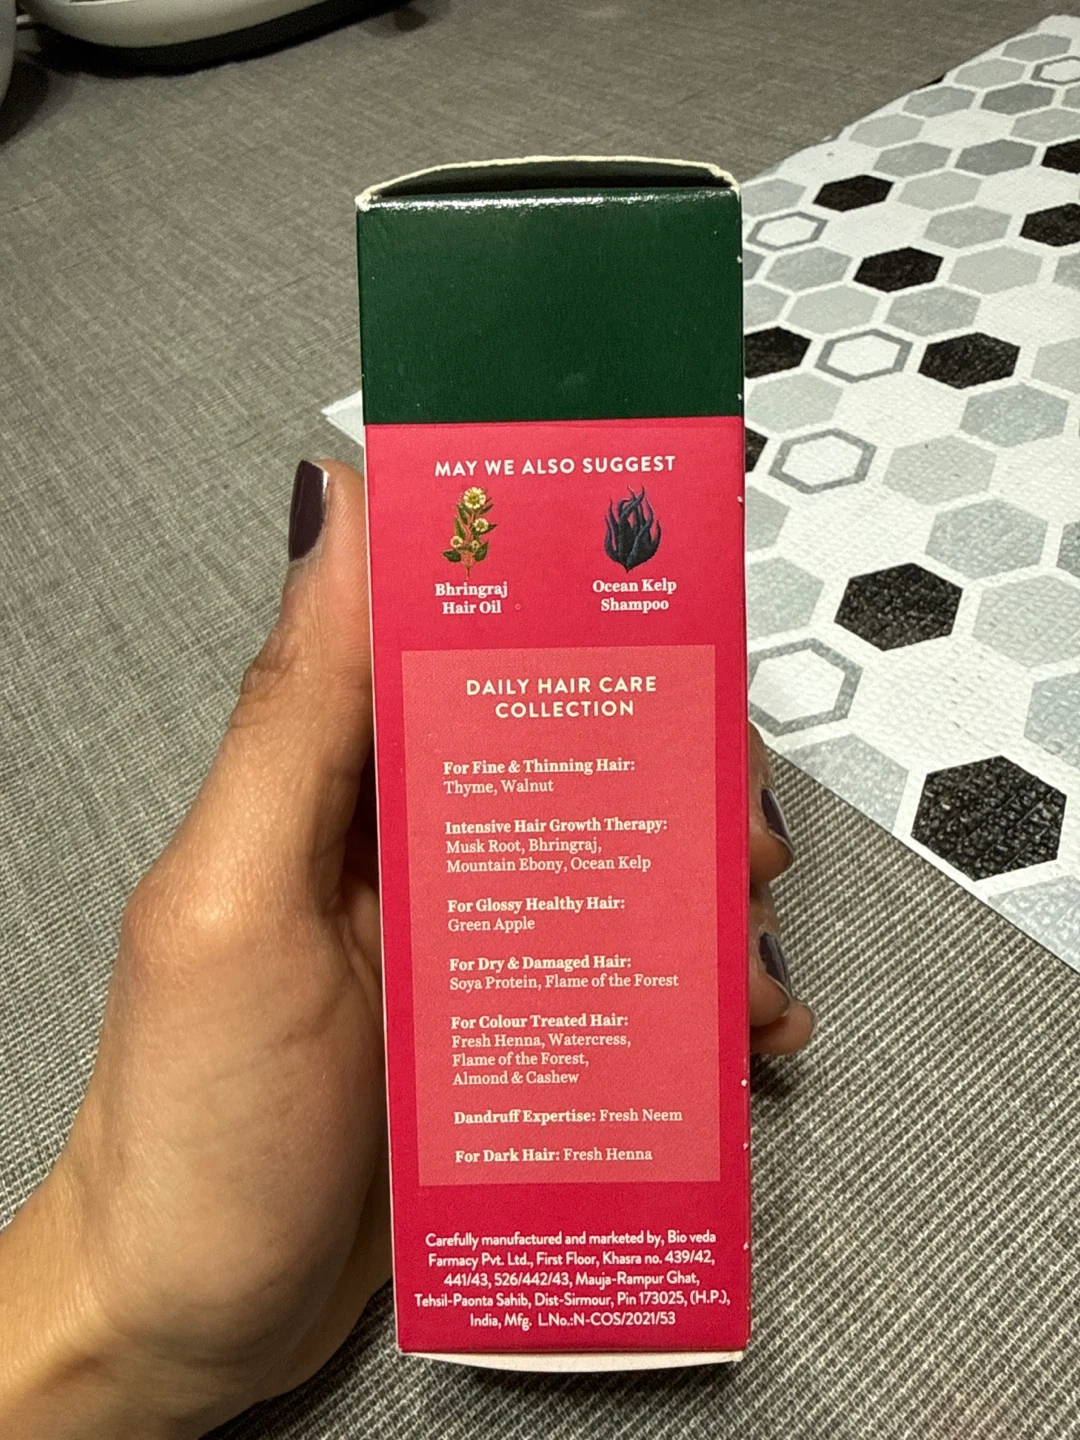 MAY WE ALSO SUGGEST
Bhringraj
Hair Oil
Ocean Kelp
Shampoo
DAILY HAIR CARE
COLLECTION
For Fine & Thinning Hair:
Thyme, Walnut
Intensive Hair Growth Therapy:
Musk Root, Bhringraj,
Mountain Ebony, Ocean Kelp
For Glossy Healthy Hair:
Green Apple
For Dry & Damaged Hair:
Soya Protein, Flame of the Forest
For Colour Treated Hair:
Fresh Henna, Watercress,
Flame of the Forest,
Almond & Cashew
Dandruff Expertise: Fresh Neem
For Dark Hair: Fresh Henna
Carefully manufactured and marketed by, Bio veda
Farmacy Pvt. Ltd., First Floor, Khasra no. 439/42,
441/43, 526/442/43, Mauja-Rampur Ghat,
Tehsil-Paonta Sahib, Dist-Sirmour, Pin 173025, (H.P.),
India, Mfg. L.No.:N-COS/2021/53